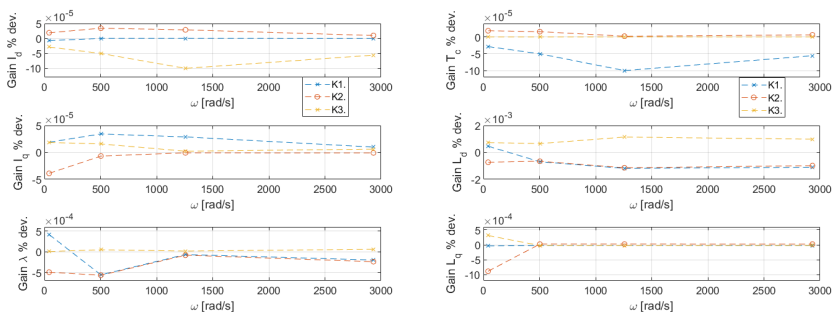 ×10⁻⁵
Gain I_d % dev.
5
0
-5
-10
0 500 1000 1500 2000 2500 3000
ω [rad/s]
K1.
K2.
K3.
×10⁻⁵
Gain I_q % dev.
5
0
-5
0 500 1000 1500 2000 2500 3000
ω [rad/s]
×10⁻⁴
Gain λ % dev.
5
0
-5
0 500 1000 1500 2000 2500 3000
ω [rad/s]
×10⁻⁵
Gain T_c % dev.
0
-5
-10
0 500 1000 1500 2000 2500 3000
ω [rad/s]
K1.
K2.
K3.
×10⁻³
Gain L_d % dev.
2
0
-2
0 500 1000 1500 2000 2500 3000
ω [rad/s]
×10⁻⁴
Gain L_q % dev.
5
0
-5
-10
0 500 1000 1500 2000 2500 3000
ω [rad/s]